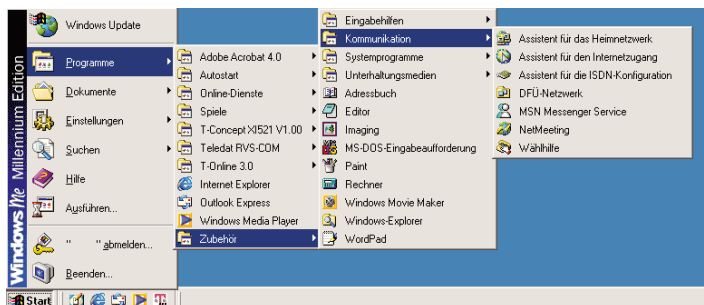 Windows Me Millennium Edition
Windows Update
Programme
Dokumente
Einstellungen
Suchen
Hilfe
Ausführen...
" " abmelden...
Beenden...
Start
Adobe Acrobat 4.0
Autostart
Online-Dienste
Spiele
T-Concept XI521 V1.00
Teledat RVS-COM
T-Online 3.0
Internet Explorer
Outlook Express
Windows Media Player
Zubehör
Eingabehilfen
Kommunikation
Systemprogramme
Unterhaltungsmedien
Adressbuch
Editor
Imaging
MS-DOS-Eingabeaufforderung
Paint
Rechner
Windows Movie Maker
Windows-Explorer
WordPad
Assistent für das Heimnetzwerk
Assistent für den Internetzugang
Assistent für die ISDN-Konfiguration
DFÜ-Netzwerk
MSN Messenger Service
NetMeeting
Wählhilfe